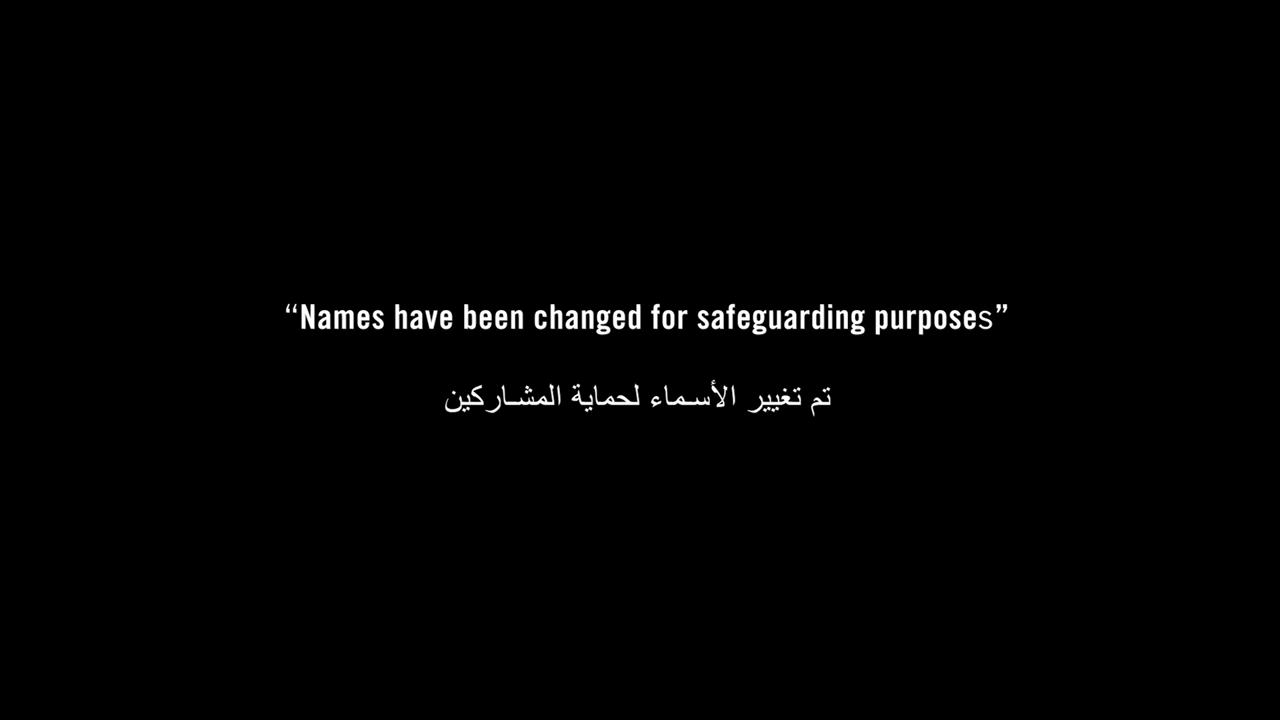 “Names have been changed for safeguarding purposes”
تم تغيير الأسـماء لحماية المشـاركين